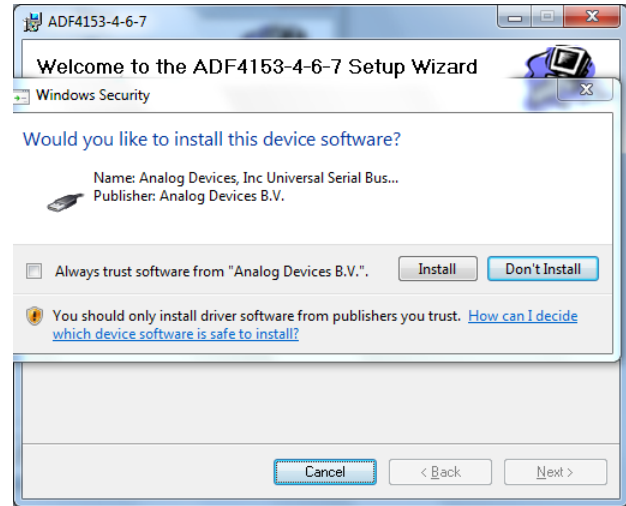 ADF4153-4-6-7
Welcome to the ADF4153-4-6-7 Setup Wizard
Windows Security
Would you like to install this device software?
Name: Analog Devices, Inc Universal Serial Bus...
Publisher: Analog Devices B.V.
Always trust software from "Analog Devices B.V.".
Install
Don't Install
You should only install driver software from publishers you trust. How can I decide
which device software is safe to install?
Cancel
< Back
Next >